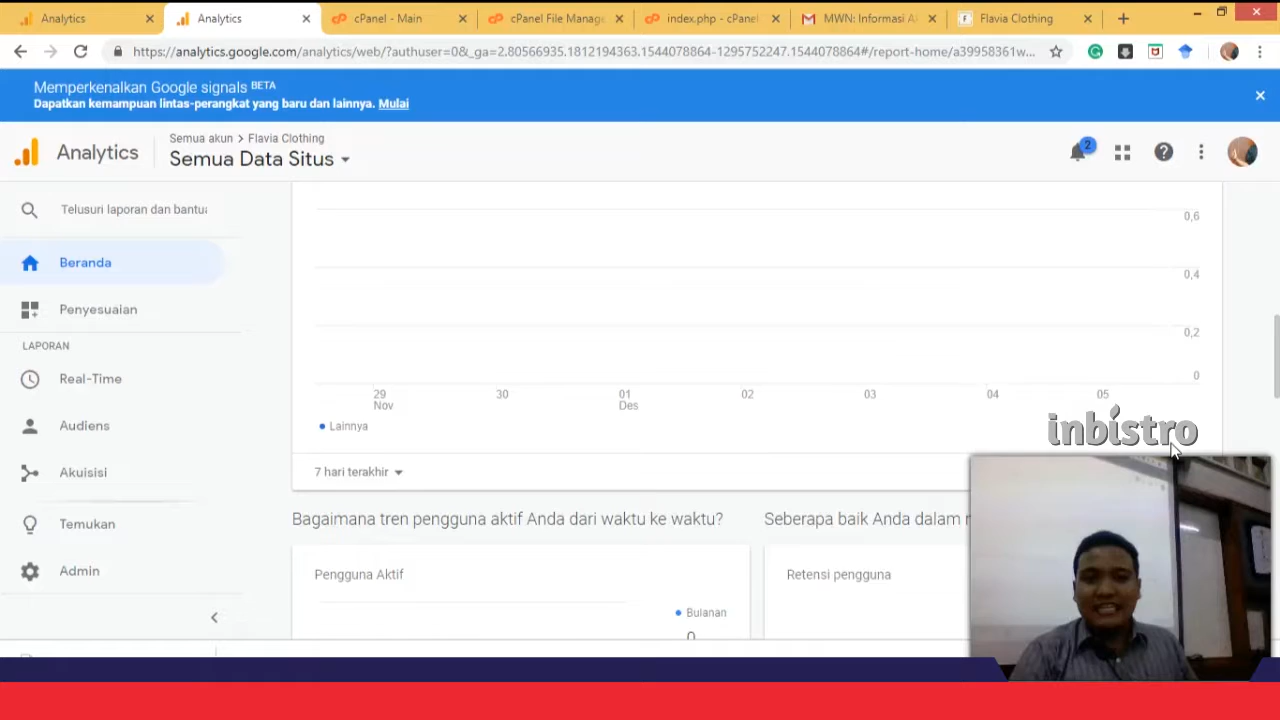 Analytics
Analytics
cPanel - Main
cPanel File Manage
index.php - cPanel
MWN: Informasi A
Flavia Clothing
https://analytics.google.com/analytics/web/?authuser=0&_ga=2.80566935.1812194363.1544078864-1295752247.1544078864#/report-home/a39958361w...
Memperkenalkan Google signals BETA
Dapatkan kemampuan lintas-perangkat yang baru dan lainnya. Mulai
Analytics
Semua akun > Flavia Clothing
Semua Data Situs
2
Telusuri laporan dan bantua
Beranda
Penyesuaian
LAPORAN
Real-Time
Audiens
Akuisisi
Temukan
Admin
0,6
0,4
0,2
0
29 Nov
30
01 Des
02
03
04
05
Lainnya
7 hari terakhir
inbistro
Bagaimana tren pengguna aktif Anda dari waktu ke waktu?
Seberapa baik Anda dalam
Pengguna Aktif
Bulanan
0
Retensi pengguna